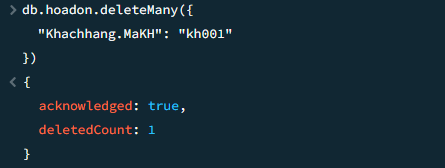 > db.hoadon.deleteMany({
"Khachhang.MaKH": "kh001"
})
< {
acknowledged: true,
deletedCount: 1
}